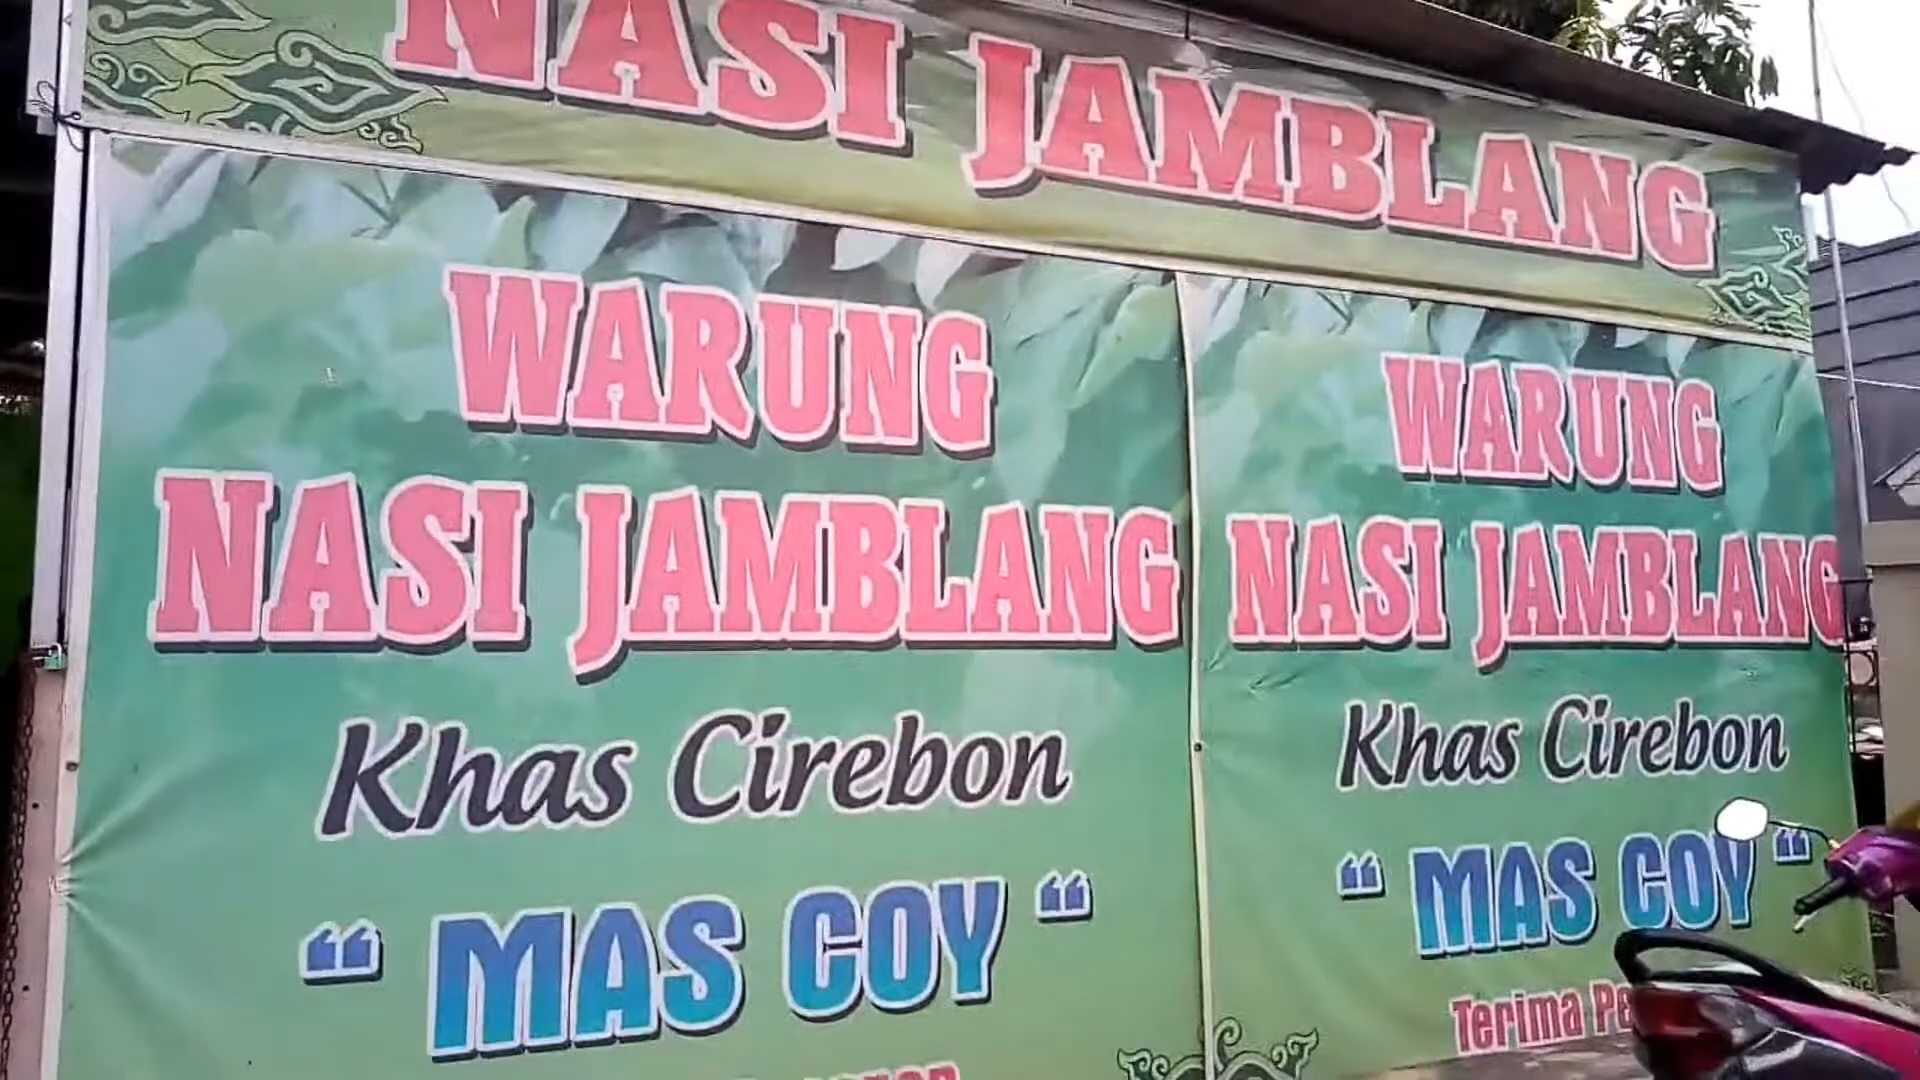 NASI JAMBLANG
WARUNG
NASI JAMBLANG
Khas Cirebon
“ MAS COY “
WARUNG
NASI JAMBLANG
Khas Cirebon
“ MAS COY “
Terima